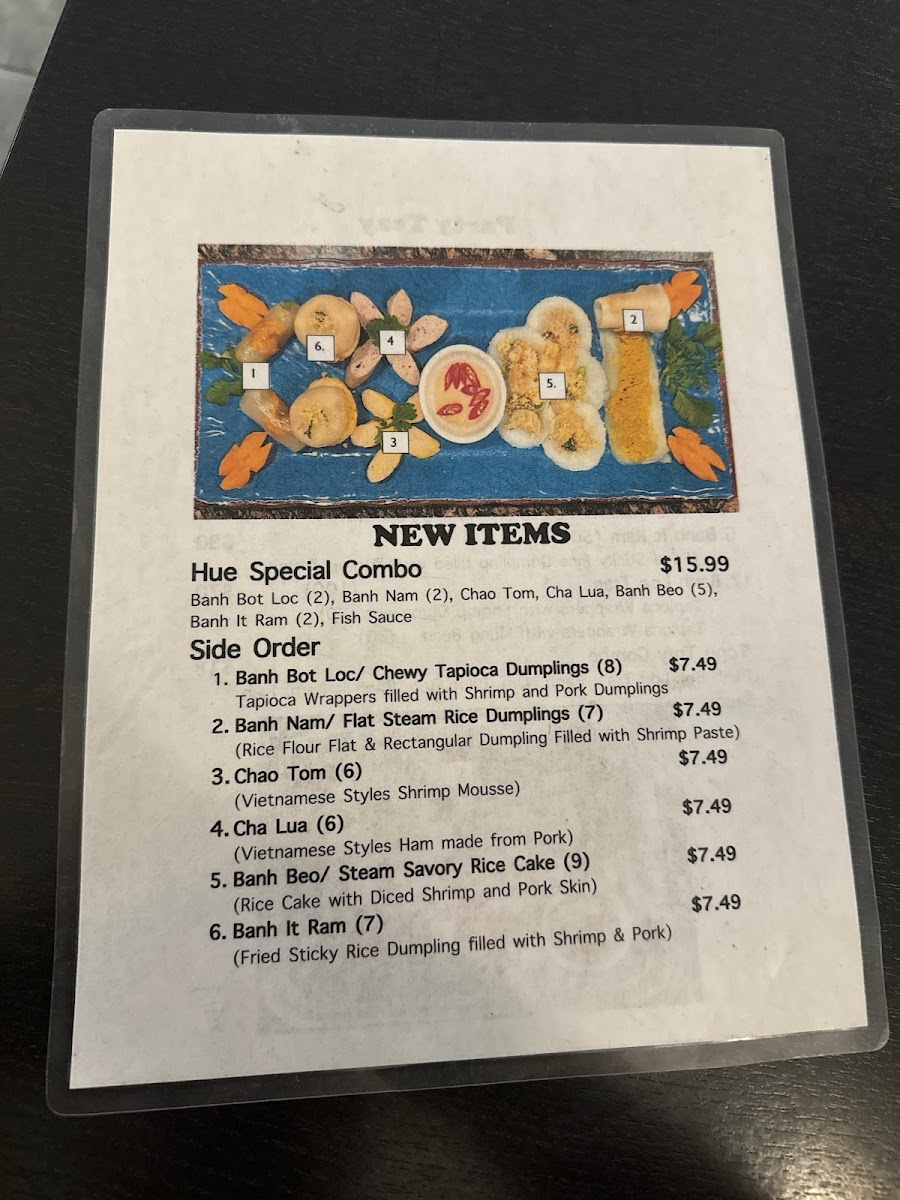 Party Tray
1
6.
4
3
5.
2
NEW ITEMS
Hue Special Combo $15.99
Banh Bot Loc (2), Banh Nam (2), Chao Tom, Cha Lua, Banh Beo (5),
Banh It Ram (2), Fish Sauce
Side Order
1. Banh Bot Loc/ Chewy Tapioca Dumplings (8) $7.49
Tapioca Wrappers filled with Shrimp and Pork Dumplings
2. Banh Nam/ Flat Steam Rice Dumplings (7) $7.49
(Rice Flour Flat & Rectangular Dumpling Filled with Shrimp Paste)
3. Chao Tom (6) $7.49
(Vietnamese Styles Shrimp Mousse)
4. Cha Lua (6) $7.49
(Vietnamese Styles Ham made from Pork)
5. Banh Beo/ Steam Savory Rice Cake (9) $7.49
(Rice Cake with Diced Shrimp and Pork Skin)
6. Banh It Ram (7) $7.49
(Fried Sticky Rice Dumpling filled with Shrimp & Pork)